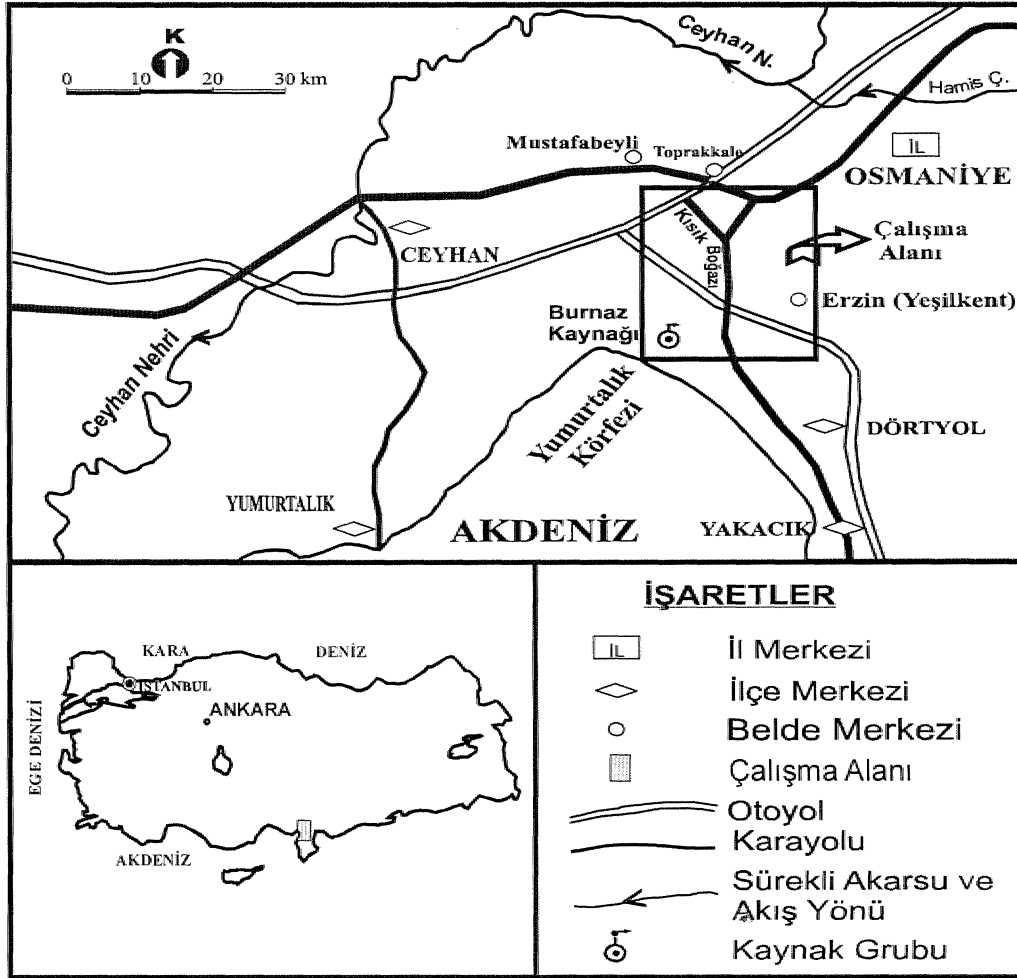 K
0 10 20 30 km
Ceyhan N.
Hamis Ç.
Mustafabeyli
Toprakkale
İL
OSMANİYE
CEYHAN
Kısık Boğazı
Çalışma
Alanı
Erzin (Yeşilkent)
Burnaz
Kaynağı
Ceyhan Nehri
Yumurtalık
Körfezi
DÖRTYOL
YUMURTALIK
AKDENİZ
YAKACIK
KARA DENİZ
İSTANBUL
ANKARA
EGE DENİZİ
AKDENİZ
İŞARETLER
İL İl Merkezi
İlçe Merkezi
Belde Merkezi
Çalışma Alanı
Otoyol
Karayolu
Sürekli Akarsu ve
Akış Yönü
Kaynak Grubu